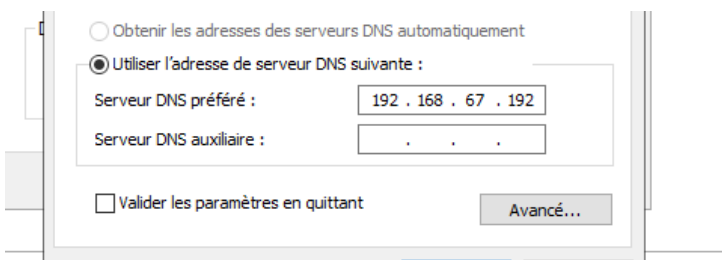 Obtenir les adresses des serveurs DNS automatiquement
Utiliser l'adresse de serveur DNS suivante :
Serveur DNS préféré : 192 . 168 . 67 . 192
Serveur DNS auxiliaire : . . .
Valider les paramètres en quittant
Avancé...